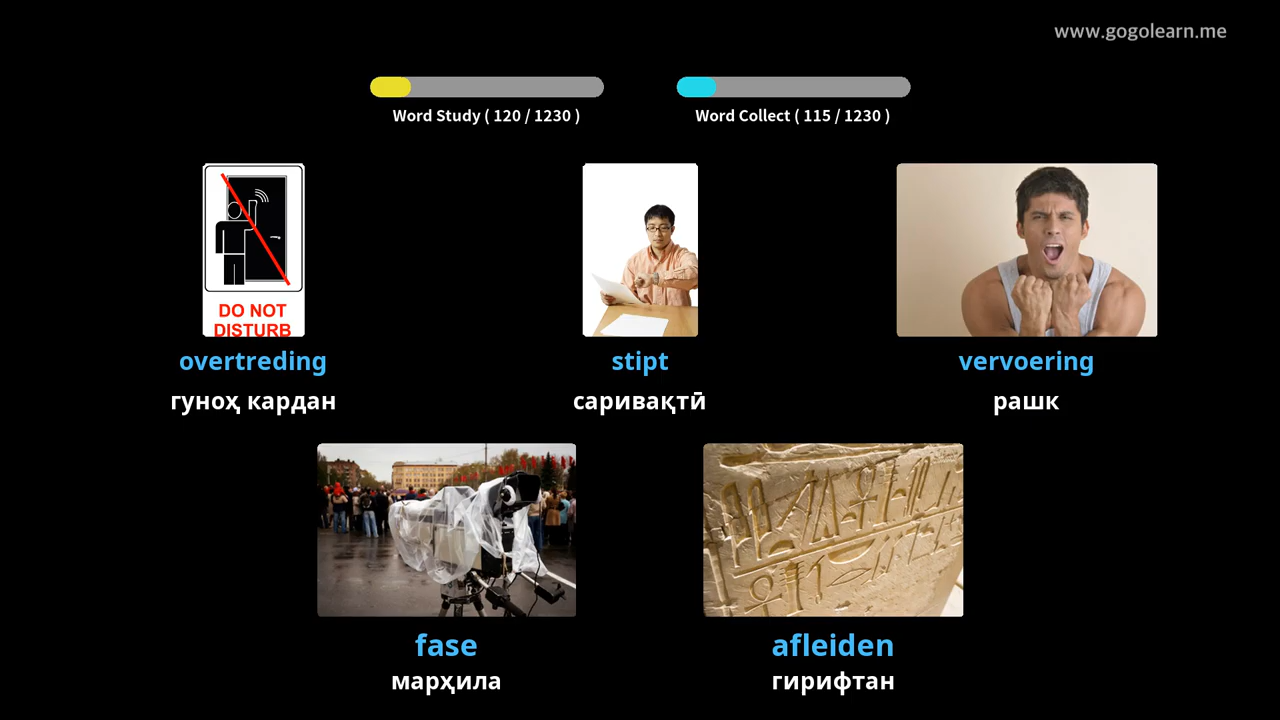 www.gogolearn.me
Word Study ( 120 / 1230 )
Word Collect ( 115 / 1230 )
DO NOT
DISTURB
overtreding
stipt
vervoering
гуноҳ кардан
саривақтӣ
рашк
fase
afleiden
марҳила
гирифтан